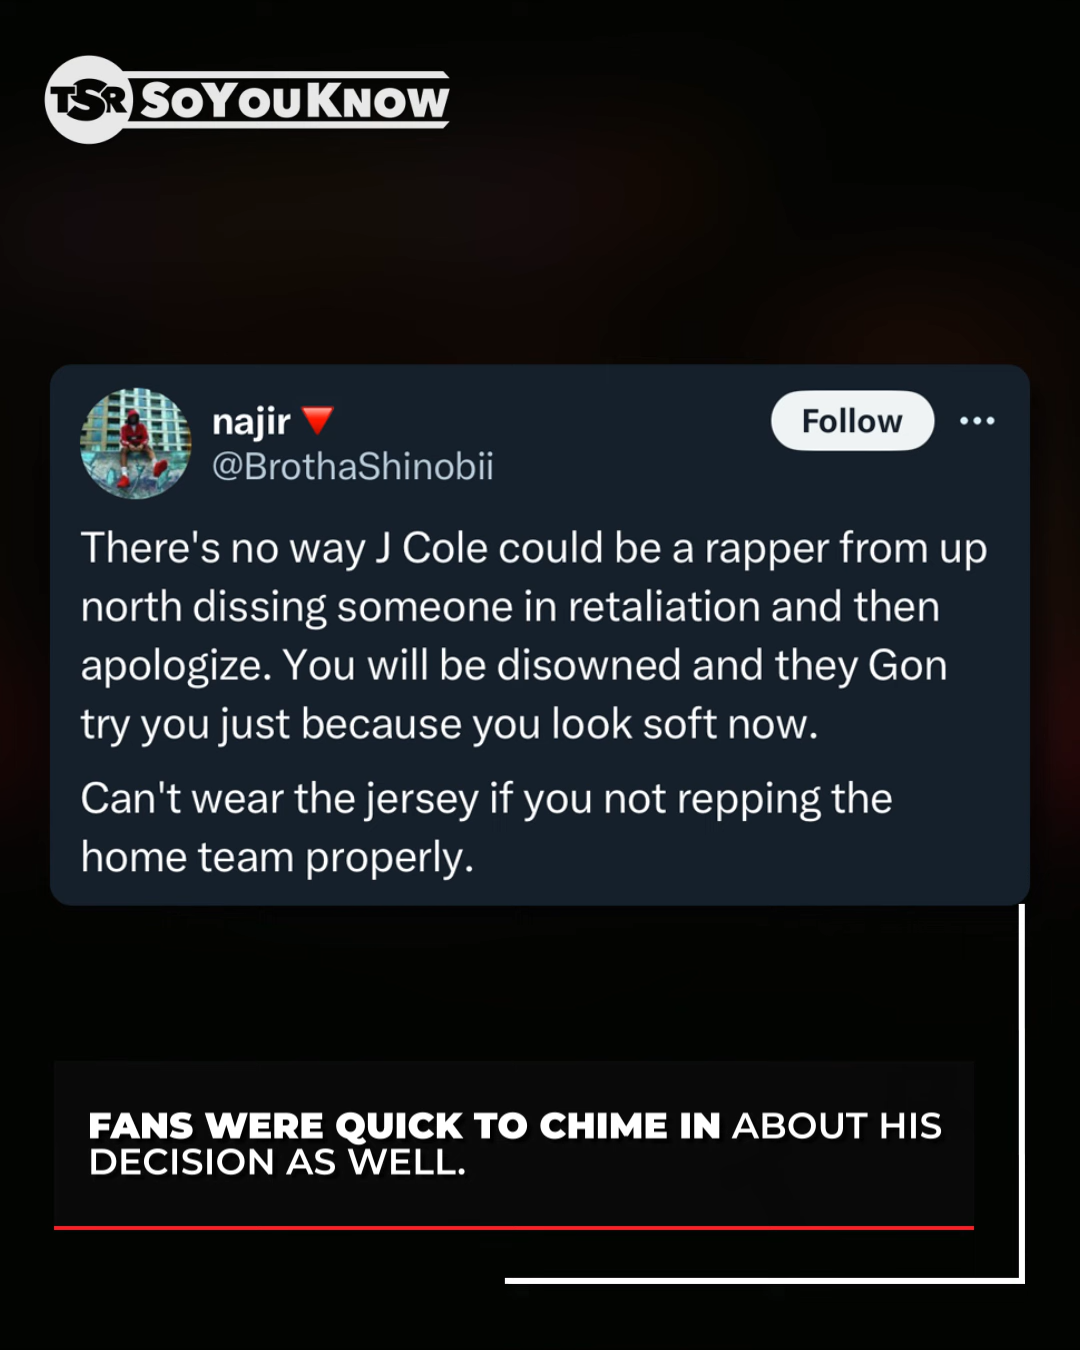 TSR SoYouKnow
najir🔻
@BrothaShinobii
Follow
There's no way J Cole could be a rapper from up
north dissing someone in retaliation and then
apologize. You will be disowned and they Gon
try you just because you look soft now.
Can't wear the jersey if you not repping the
home team properly.
FANS WERE QUICK TO CHIME IN ABOUT HIS
DECISION AS WELL.